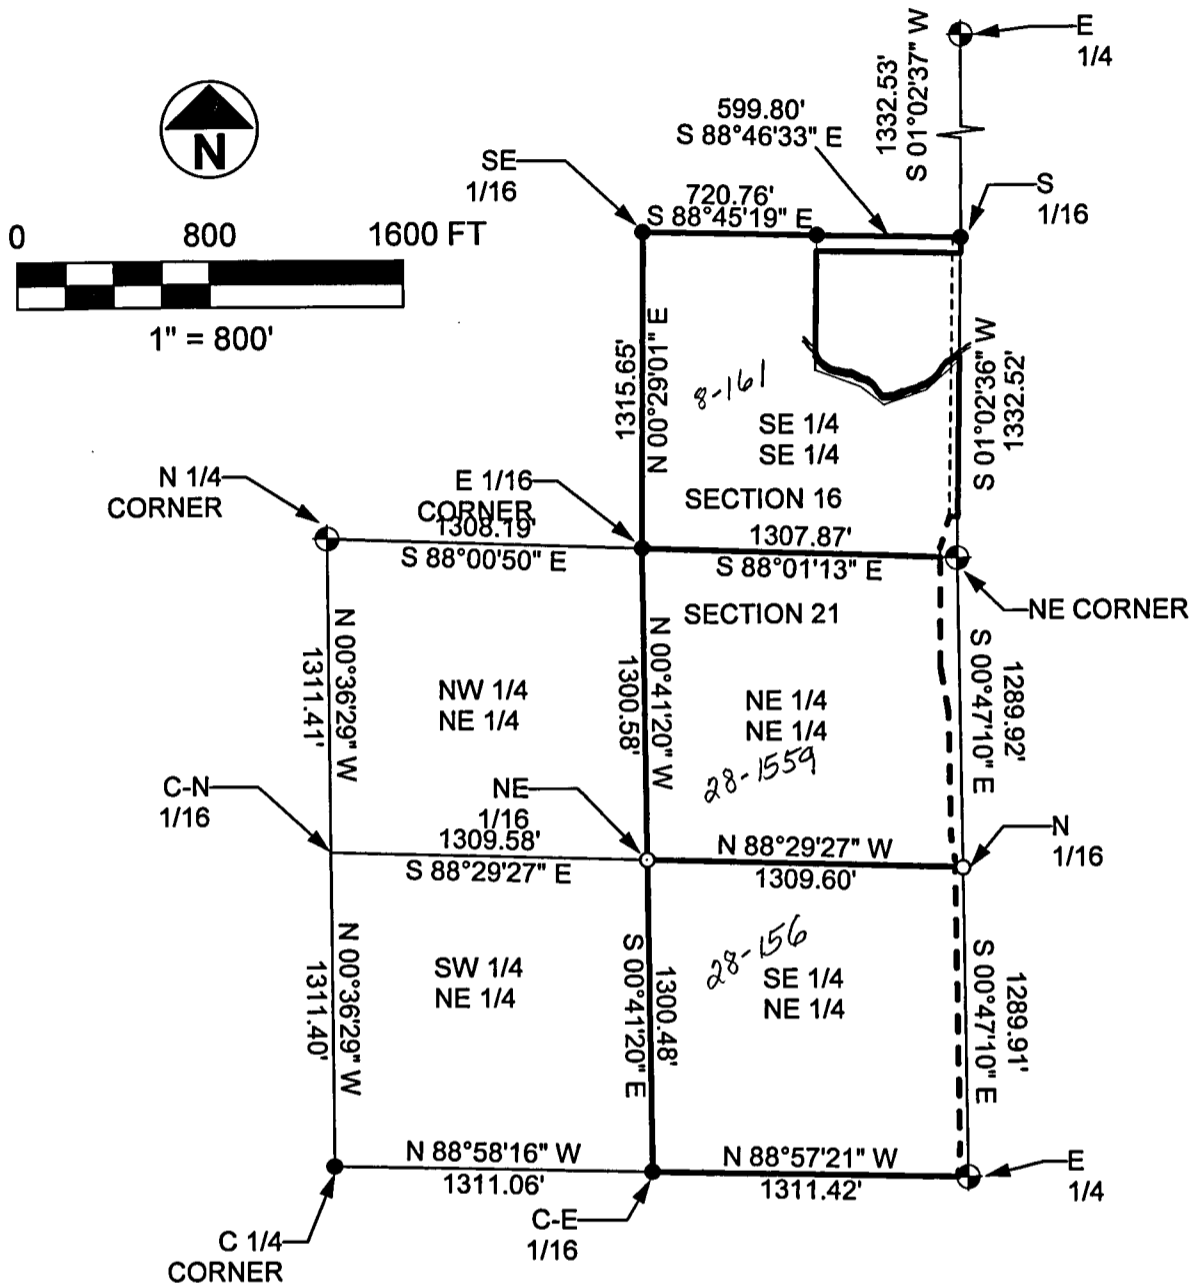 E
1/4
1332.53'
S 01°02'37" W
599.80'
S 88°46'33" E
N
SE
1/16
720.76'
S 88°45'19" E
S
1/16
0 800 1600 FT
1" = 800'
N 00°29'01" E
1315.65'
8-161
SE 1/4
SE 1/4
S 01°02'36" W
1332.52'
N 1/4
CORNER
E 1/16
CORNER
SECTION 16
1308.19'
S 88°00'50" E
1307.87'
S 88°01'13" E
NE CORNER
SECTION 21
N 00°36'29" W
1311.41'
NW 1/4
NE 1/4
N 00°41'20" W
1300.58'
NE 1/4
NE 1/4
28-1559
S 00°47'10" E
1289.92'
C-N
1/16
NE
1/16
1309.58'
S 88°29'27" E
N 88°29'27" W
1309.60'
N
1/16
N 00°36'29" W
1311.40'
SW 1/4
NE 1/4
S 00°41'20" E
1300.48'
28-156
SE 1/4
NE 1/4
S 00°47'10" E
1289.91'
N 88°58'16" W
1311.06'
N 88°57'21" W
1311.42'
E
1/4
C 1/4
CORNER
C-E
1/16